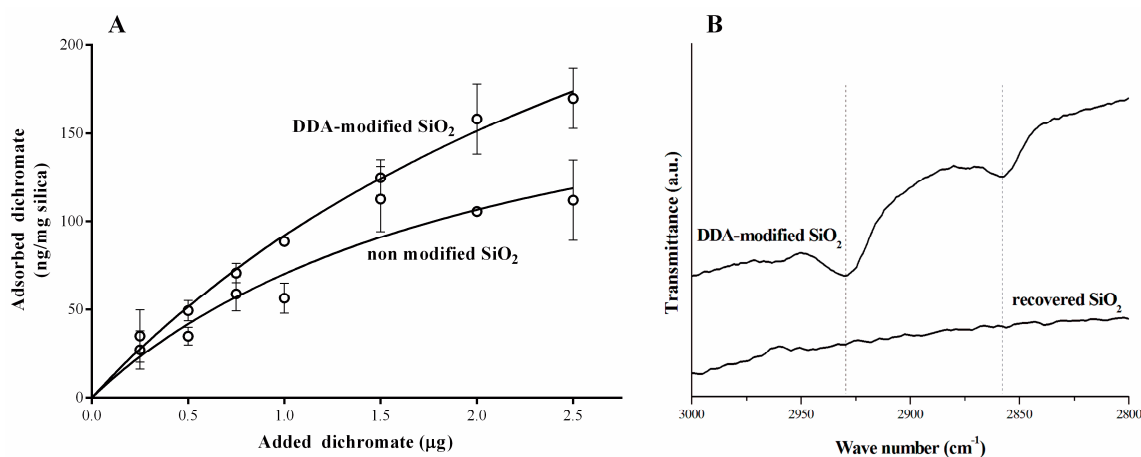 A
200
150
100
50
0
Adsorbed dichromate
(ng/mg silica)
DDA-modified SiO₂
non modified SiO₂
0.0 0.5 1.0 1.5 2.0 2.5
Added dichromate (µg)
B
Transmittance (a.u.)
DDA-modified SiO₂
recovered SiO₂
3000 2950 2900 2850 2800
Wave number (cm⁻¹)